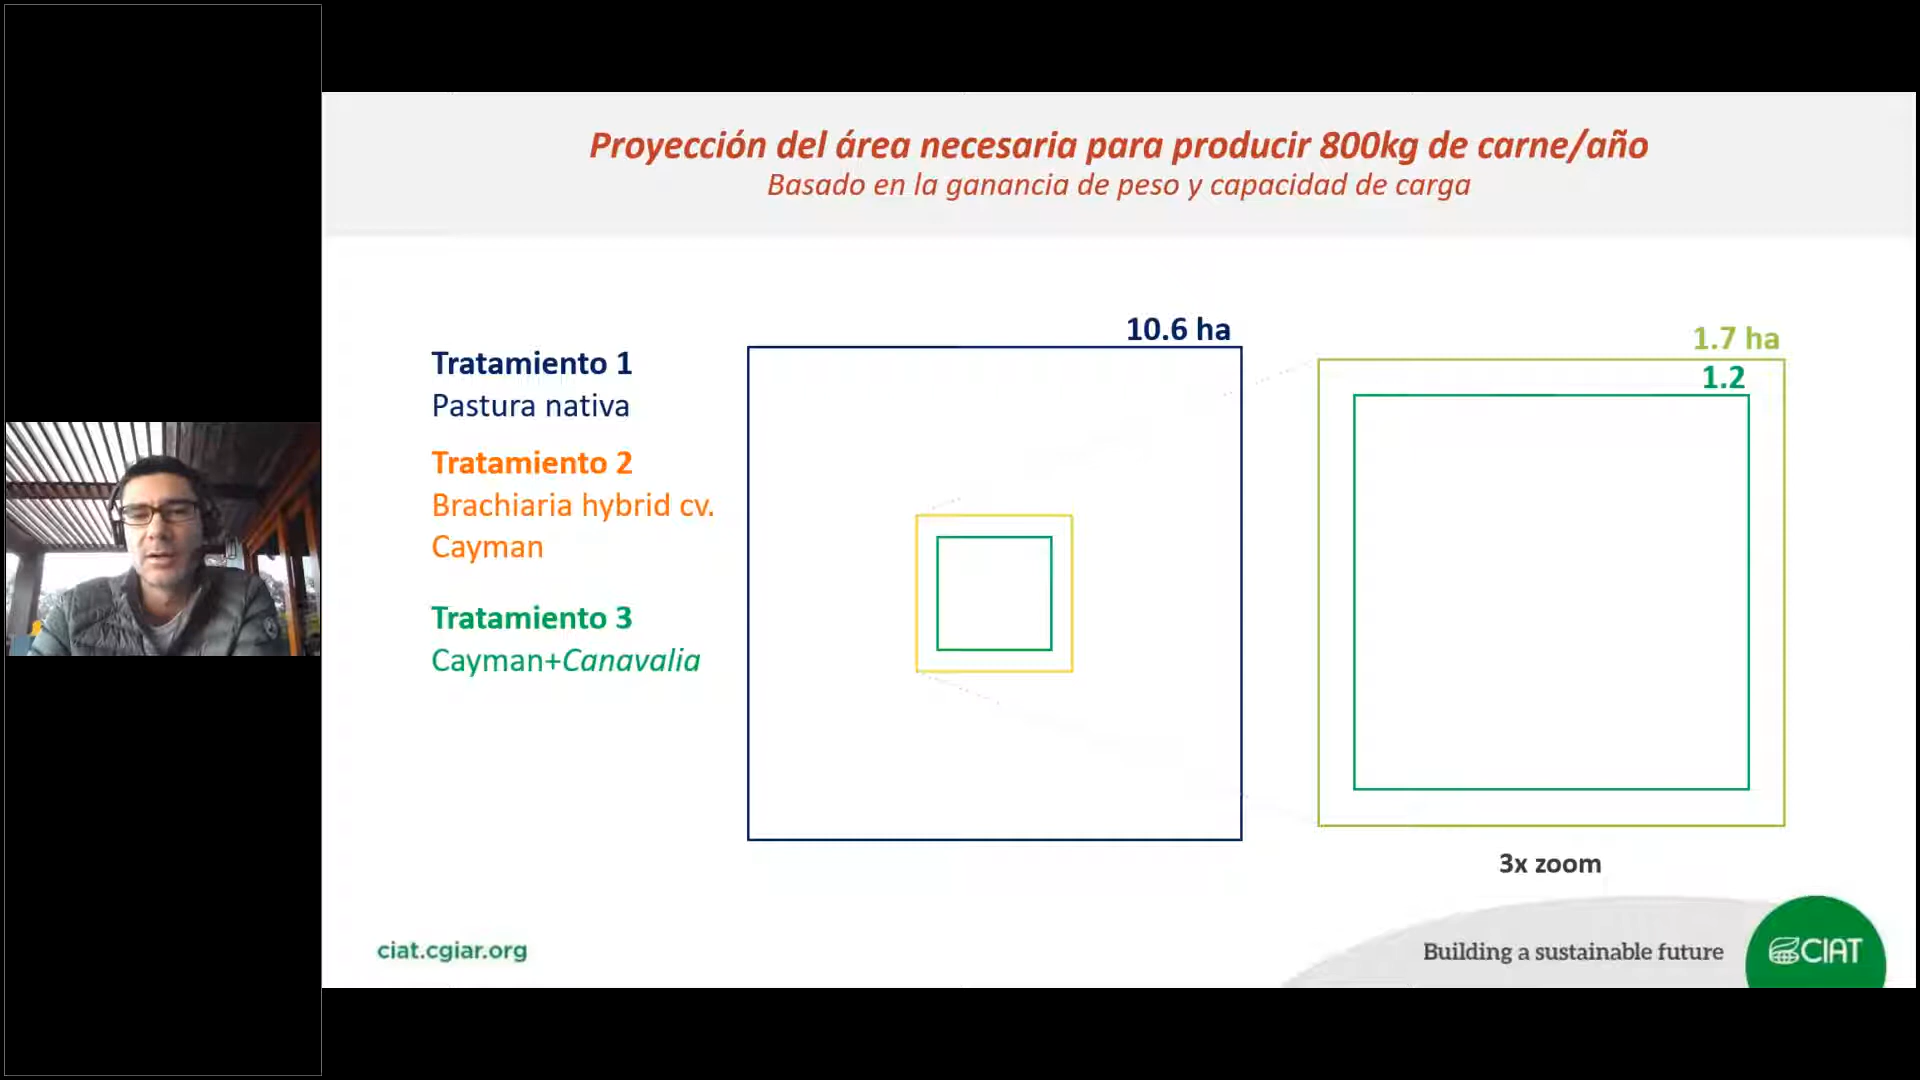 Proyección del área necesaria para producir 800kg de carne/año
Basado en la ganancia de peso y capacidad de carga
Tratamiento 1
Pastura nativa
Tratamiento 2
Brachiaria hybrid cv.
Cayman
Tratamiento 3
Cayman+Canavalia
10.6 ha
1.7 ha
1.2
3x zoom
ciat.cgiar.org
Building a sustainable future
CIAT